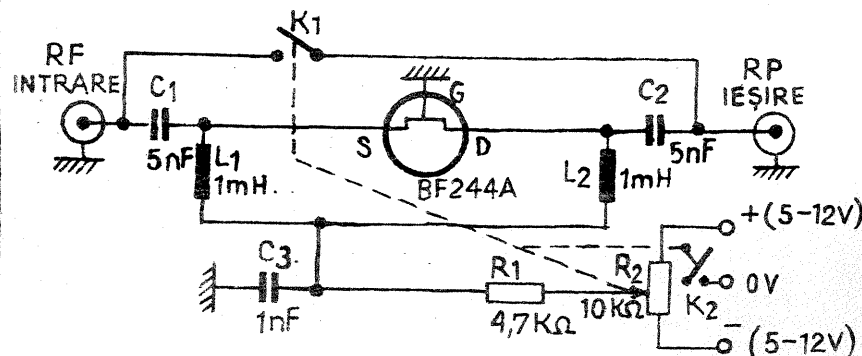 RF
INTRARE
C1
5nF
L1
1mH.
K1
G
S
D
BF244A
C2
5nF
RP
IEȘIRE
L2
1mH
C3.
1nF
R1
4,7KΩ
R2
10KΩ
K2
+(5-12V)
0V
-(5-12V)